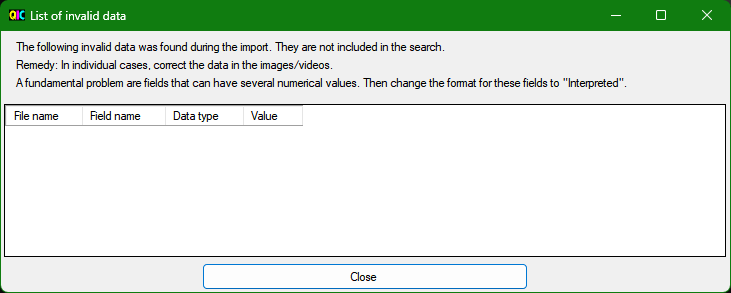 QIC List of invalid data
The following invalid data was found during the import. They are not included in the search.
Remedy: In individual cases, correct the data in the images/videos.
A fundamental problem are fields that can have several numerical values. Then change the format for these fields to "Interpreted".
File name Field name Data type Value
Close